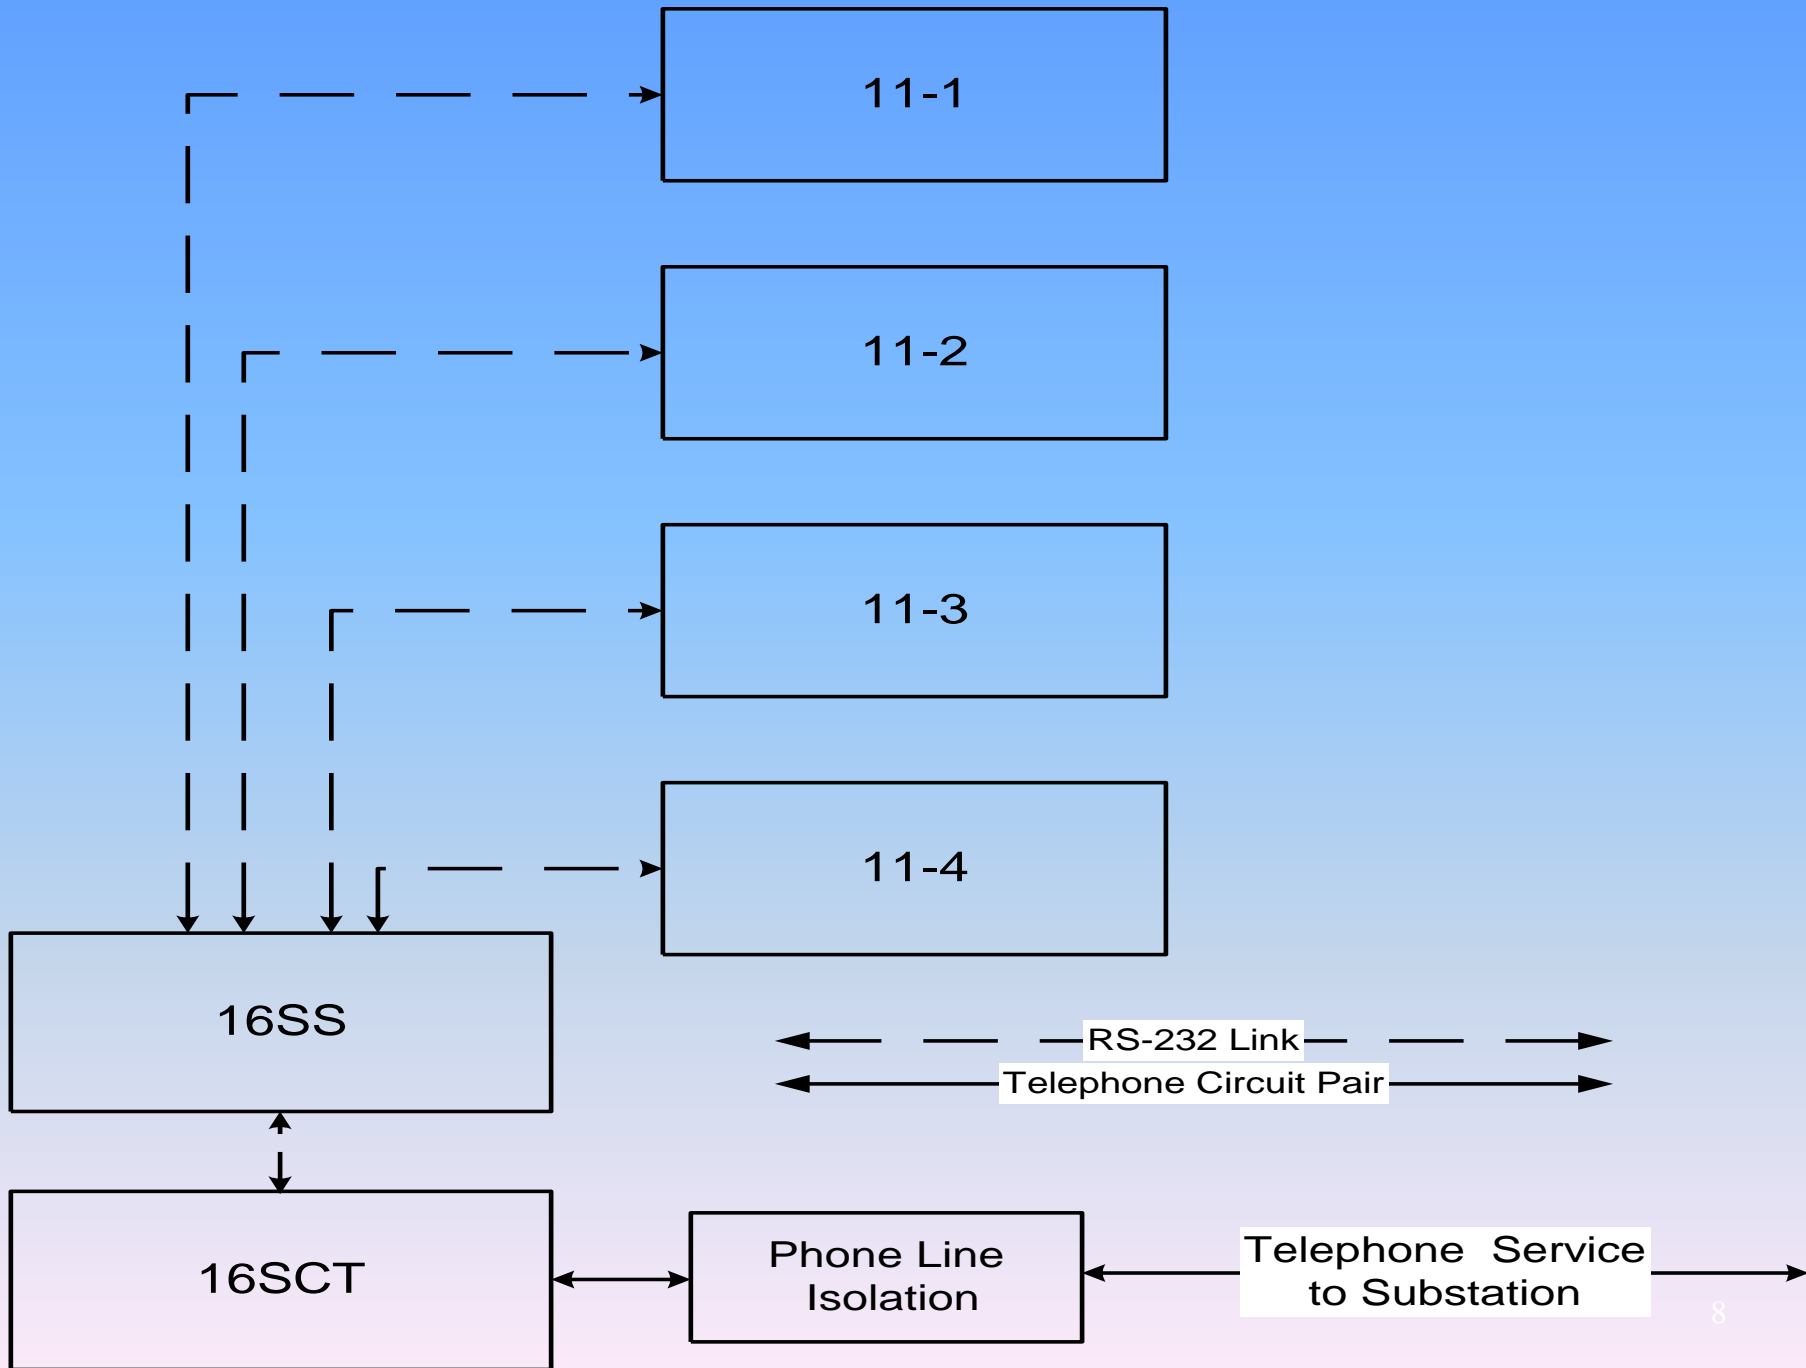 11-1
11-2
11-3
11-4
16SS
RS-232 Link
Telephone Circuit Pair
16SCT
Phone Line
Isolation
Telephone Service
to Substation
8